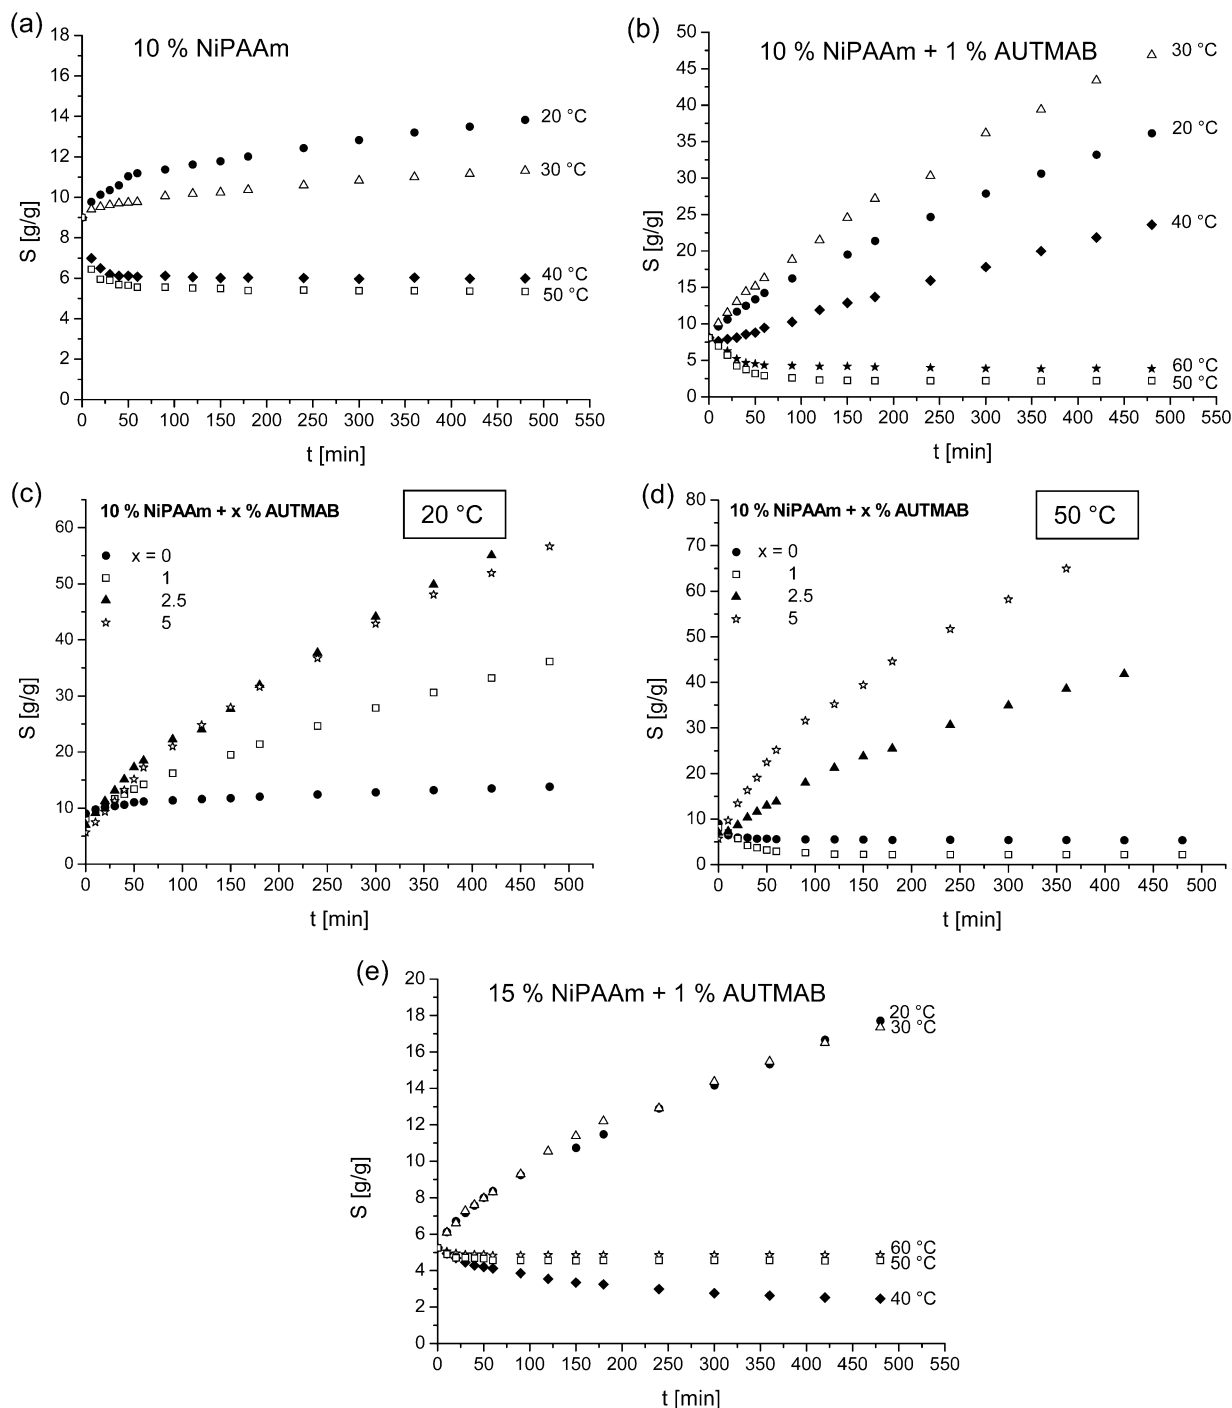 (a)
10 % NiPAAm
18
16
14
12
10
8
6
4
2
0
S [g/g]
20 °C
30 °C
40 °C
50 °C
0 50 100 150 200 250 300 350 400 450 500 550
t [min]
(b)
10 % NiPAAm + 1 % AUTMAB
50
45
40
35
30
25
20
15
10
5
0
S [g/g]
30 °C
20 °C
40 °C
60 °C
50 °C
0 50 100 150 200 250 300 350 400 450 500 550
t [min]
(c)
10 % NiPAAm + x % AUTMAB
20 °C
x = 0
1
2.5
5
60
50
40
30
20
10
0
S [g/g]
0 50 100 150 200 250 300 350 400 450 500
t [min]
(d)
10 % NiPAAm + x % AUTMAB
50 °C
x = 0
1
2.5
5
80
70
60
50
40
30
20
10
0
S [g/g]
0 50 100 150 200 250 300 350 400 450 500
t [min]
(e)
15 % NiPAAm + 1 % AUTMAB
20
18
16
14
12
10
8
6
4
2
0
S [g/g]
20 °C
30 °C
60 °C
50 °C
40 °C
0 50 100 150 200 250 300 350 400 450 500 550
t [min]